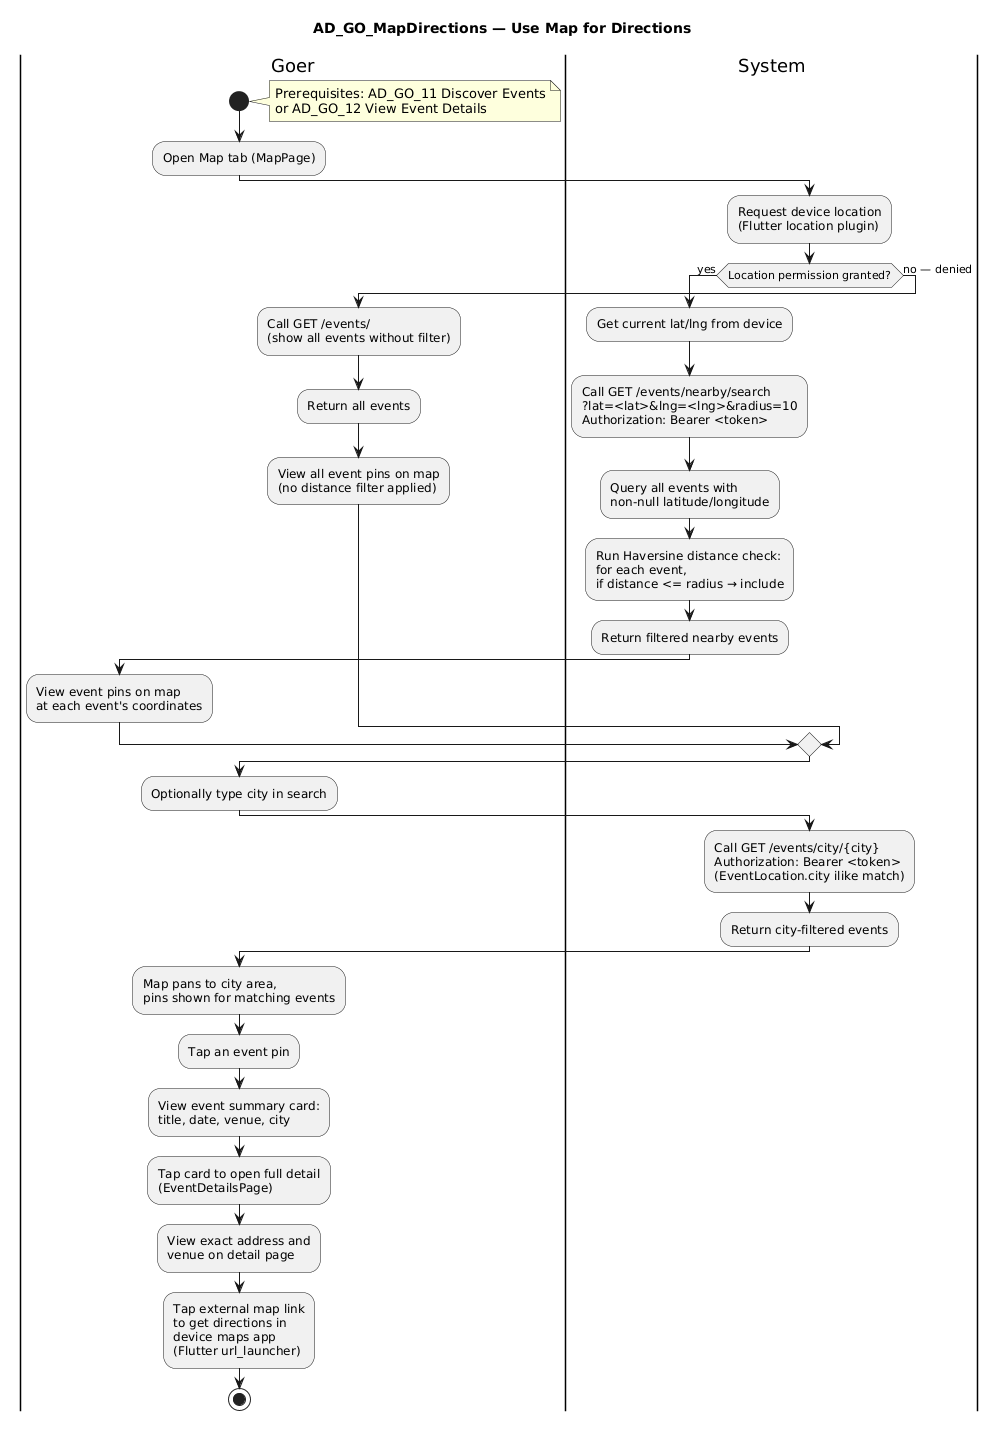 AD_GO_MapDirections — Use Map for Directions
Goer
System
Prerequisites: AD_GO_11 Discover Events
or AD_GO_12 View Event Details
Open Map tab (MapPage)
Request device location
(Flutter location plugin)
Location permission granted?
yes
no — denied
Call GET /events/
(show all events without filter)
Return all events
View all event pins on map
(no distance filter applied)
Get current lat/lng from device
Call GET /events/nearby/search
?lat=<lat>&lng=<lng>&radius=10
Authorization: Bearer <token>
Query all events with
non-null latitude/longitude
Run Haversine distance check:
for each event,
if distance <= radius → include
Return filtered nearby events
View event pins on map
at each event's coordinates
Optionally type city in search
Call GET /events/city/{city}
Authorization: Bearer <token>
(EventLocation.city ilike match)
Return city-filtered events
Map pans to city area,
pins shown for matching events
Tap an event pin
View event summary card:
title, date, venue, city
Tap card to open full detail
(EventDetailsPage)
View exact address and
venue on detail page
Tap external map link
to get directions in
device maps app
(Flutter url_launcher)